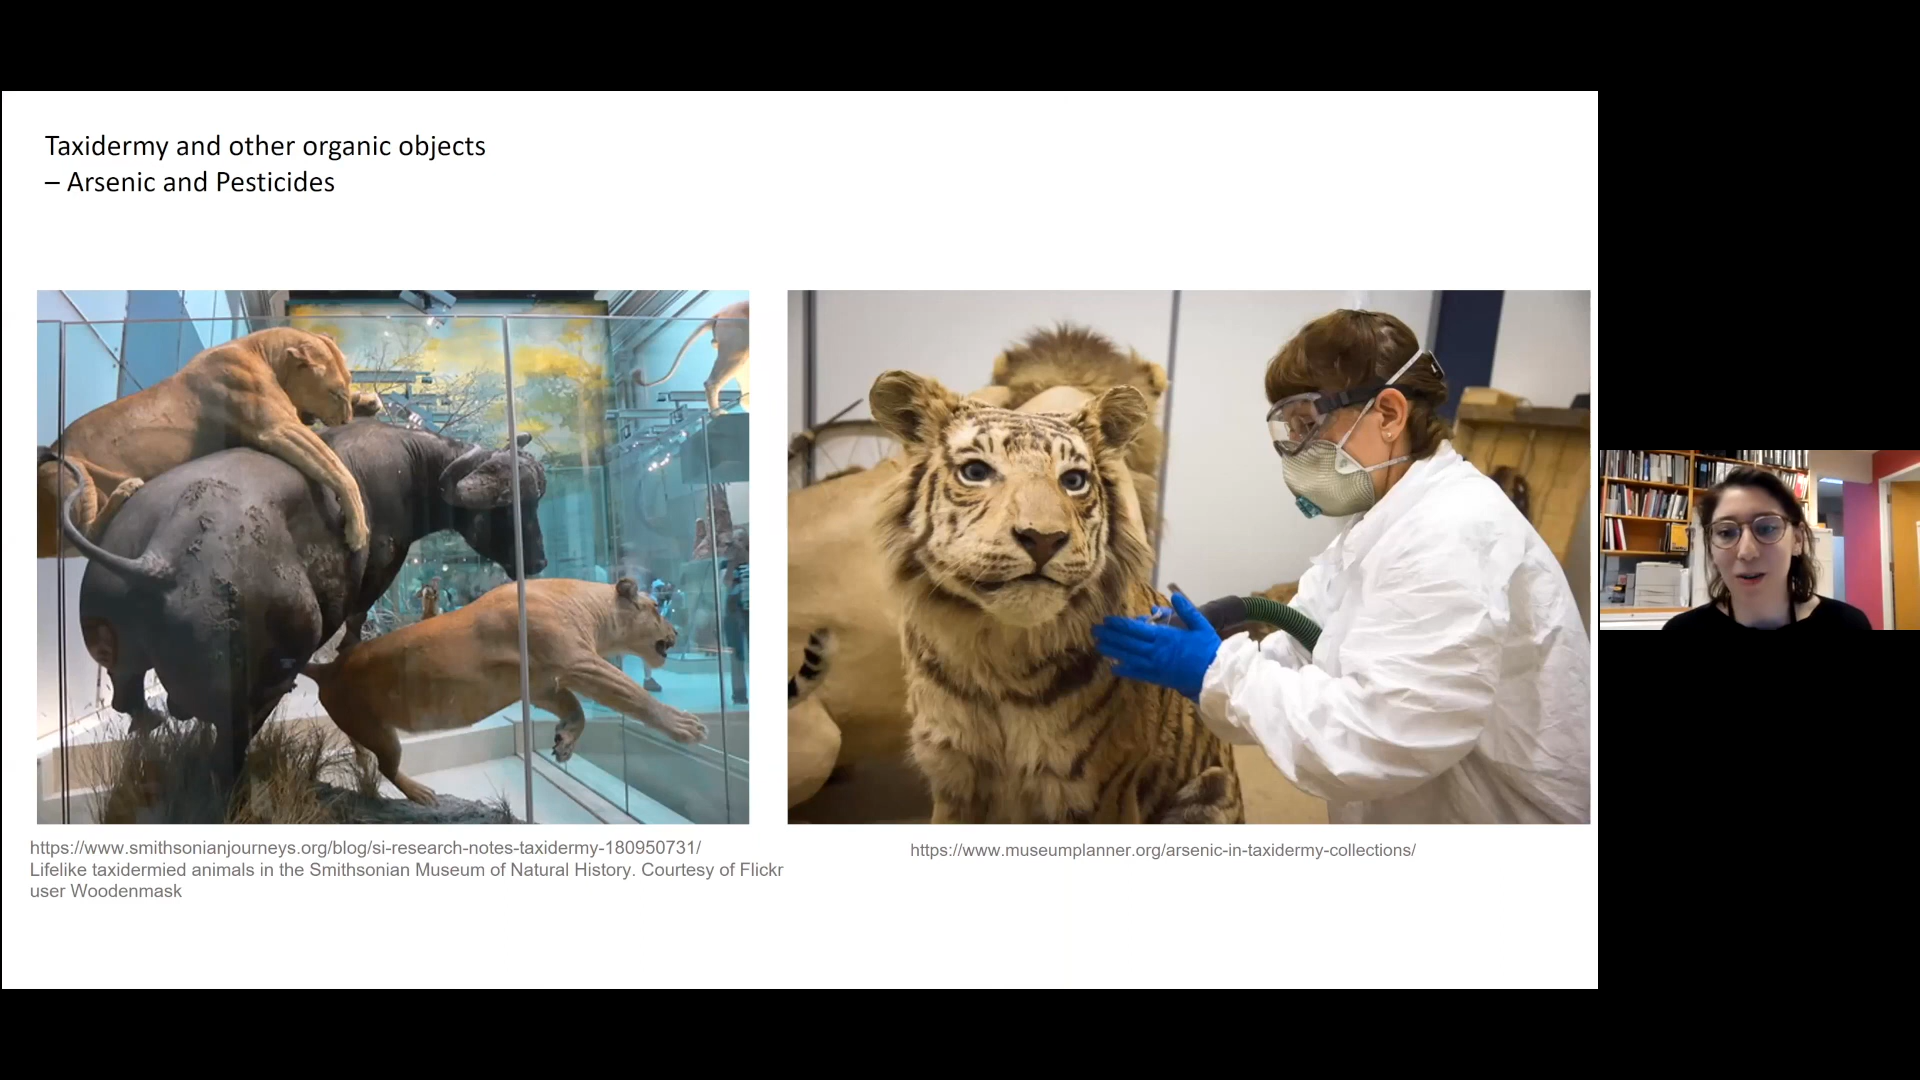 Taxidermy and other organic objects
– Arsenic and Pesticides
https://www.smithsonianjourneys.org/blog/si-research-notes-taxidermy-180950731/
Lifelike taxidermied animals in the Smithsonian Museum of Natural History. Courtesy of Flickr
user Woodenmask
https://www.museumplanner.org/arsenic-in-taxidermy-collections/